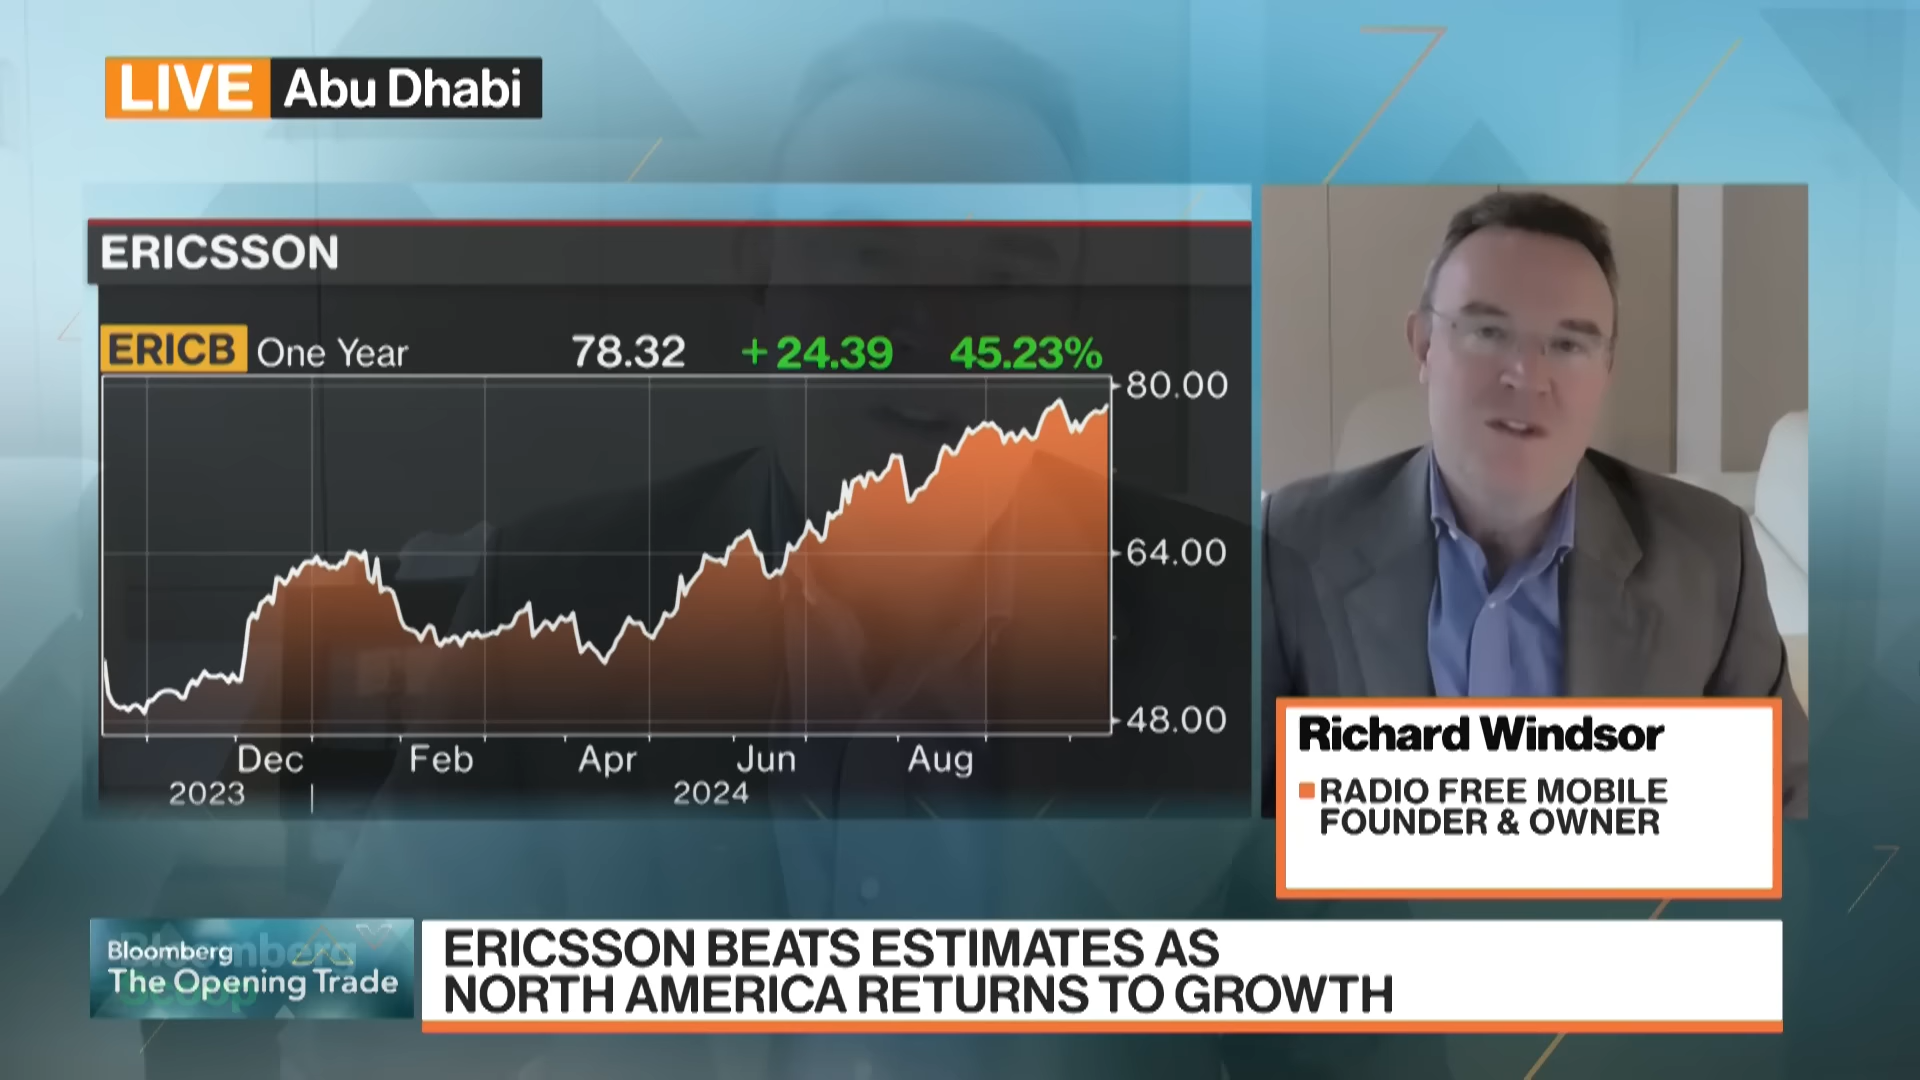 LIVE Abu Dhabi
ERICSSON
ERICB One Year 78.32 +24.39 45.23%
80.00
64.00
48.00
Dec Feb Apr Jun Aug
2023 2024
Richard Windsor
RADIO FREE MOBILE
FOUNDER & OWNER
Bloomberg
The Opening Trade
ERICSSON BEATS ESTIMATES AS
NORTH AMERICA RETURNS TO GROWTH